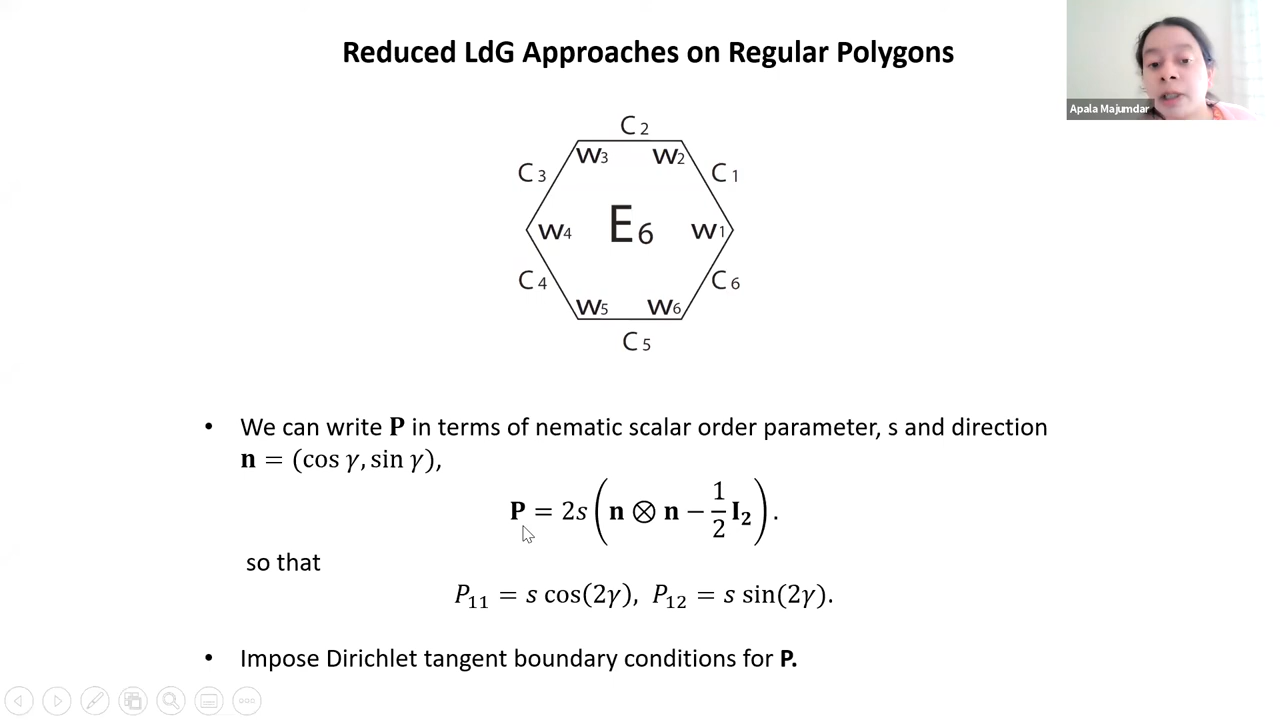 Reduced LdG Approaches on Regular Polygons
Apala Majumdar
C 2
W3 W2
C 3 C 1
W4 E6 W1
C 4 C 6
W5 W6
C 5
• We can write P in terms of nematic scalar order parameter, s and direction
n = (cos γ, sin γ),
P = 2s (n ⊗ n − 1/2 I₂).
so that
P₁₁ = s cos(2γ), P₁₂ = s sin(2γ).
• Impose Dirichlet tangent boundary conditions for P.